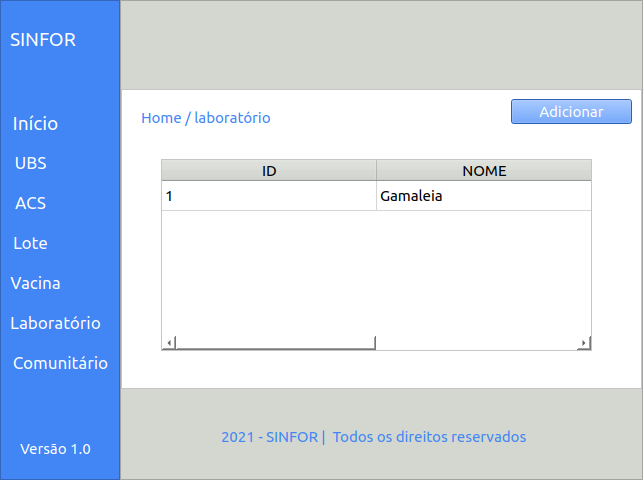 SINFOR
Início
UBS
ACS
Lote
Vacina
Laboratório
Comunitário
Versão 1.0
Home / laboratório
Adicionar
ID NOME
1 Gamaleia
2021 - SINFOR | Todos os direitos reservados